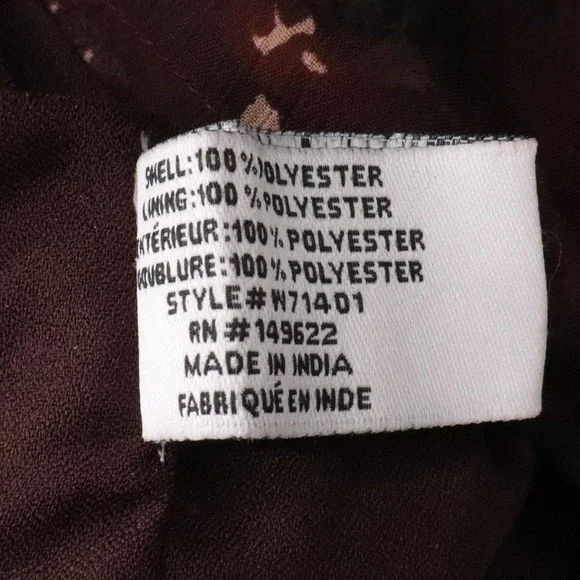 SHELL:100%POLYESTER
LINING:100%POLYESTER
EXTÉRIEUR:100%POLYESTER
DOUBLURE:100%POLYESTER
STYLE# W71401
RN # 149622
MADE IN INDIA
FABRIQUÉ EN INDE